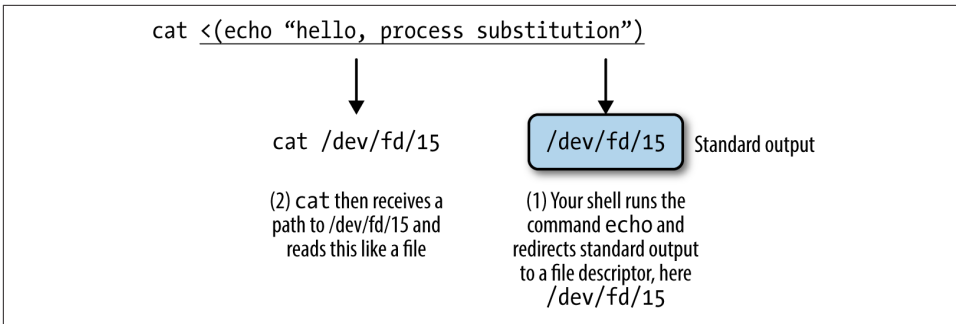 cat <(echo “hello, process substitution”)
cat /dev/fd/15
/dev/fd/15
Standard output
(2) cat then receives a
path to /dev/fd/15 and
reads this like a file
(1) Your shell runs the
command echo and
redirects standard output
to a file descriptor, here
/dev/fd/15